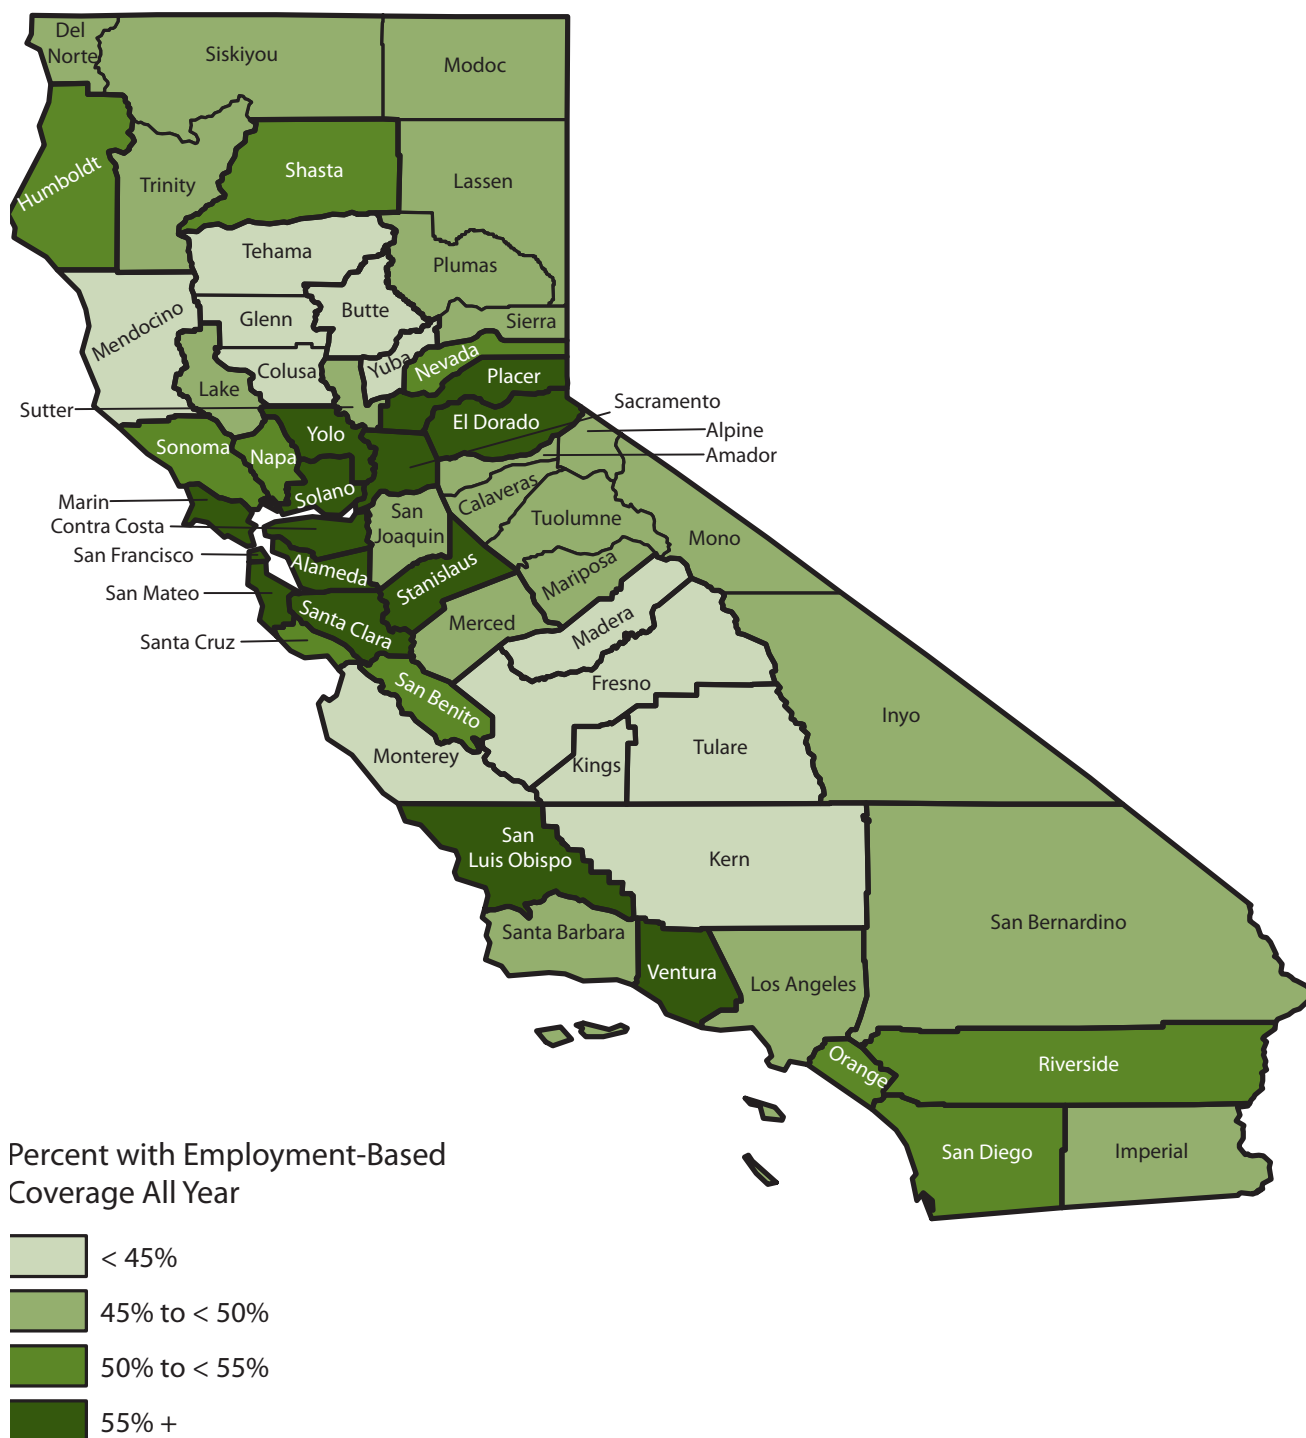 Del
Norte
Siskiyou
Modoc
Humboldt
Trinity
Shasta
Lassen
Tehama
Plumas
Mendocino
Glenn
Butte
Sierra
Lake
Colusa
Yuba
Nevada
Placer
Sutter
Sacramento
El Dorado
Alpine
Amador
Sonoma
Napa
Yolo
Solano
Calaveras
Marin
Contra Costa
San
Joaquin
Tuolumne
Mono
San Francisco
Alameda
Stanislaus
Mariposa
San Mateo
Santa Clara
Merced
Madera
Santa Cruz
San Benito
Fresno
Inyo
Monterey
Kings
Tulare
San
Luis Obispo
Kern
Santa Barbara
San Bernardino
Ventura
Los Angeles
Orange
Riverside
San Diego
Imperial
Percent with Employment-Based
Coverage All Year
< 45%
45% to < 50%
50% to < 55%
55% +